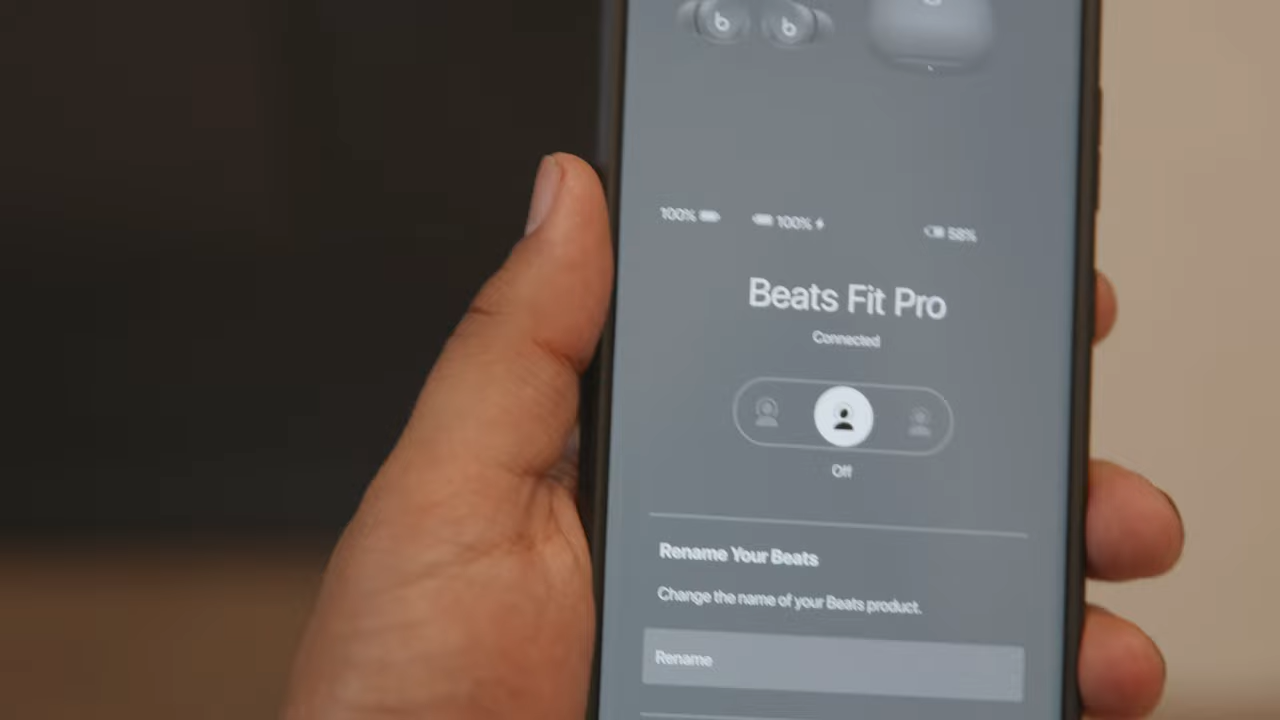 100% 100% 58%
Beats Fit Pro
Connected
Off
Rename Your Beats
Change the name of your Beats product.
Rename